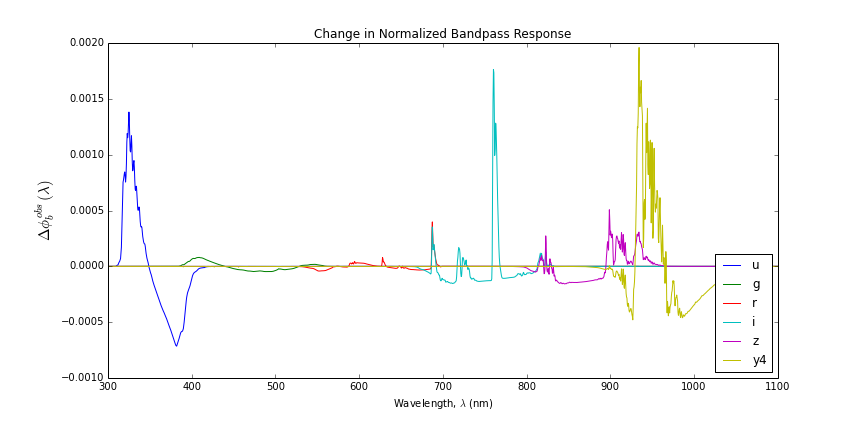 Change in Normalized Bandpass Response
0.0020
0.0015
0.0010
0.0005
0.0000
−0.0005
−0.0010
Δϕ_b^obs (λ)
300 400 500 600 700 800 900 1000 1100
Wavelength, λ (nm)
u
g
r
i
z
y4